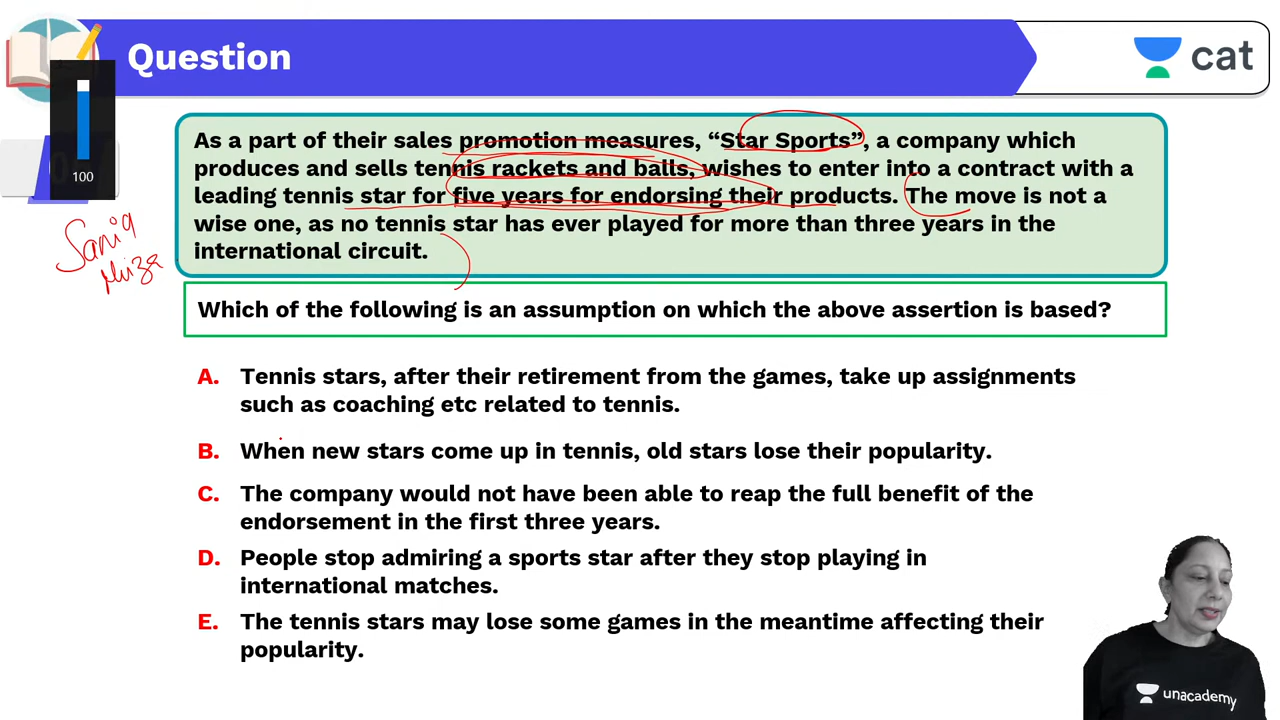 Question
cat
100
As a part of their sales promotion measures, “Star Sports”, a company which
produces and sells tennis rackets and balls, wishes to enter into a contract with a
leading tennis star for five years for endorsing their products. The move is not a
wise one, as no tennis star has ever played for more than three years in the
international circuit.
Sania
Mirza
Which of the following is an assumption on which the above assertion is based?
A. Tennis stars, after their retirement from the games, take up assignments
such as coaching etc related to tennis.
B. When new stars come up in tennis, old stars lose their popularity.
C. The company would not have been able to reap the full benefit of the
endorsement in the first three years.
D. People stop admiring a sports star after they stop playing in
international matches.
E. The tennis stars may lose some games in the meantime affecting their
popularity.
unacademy